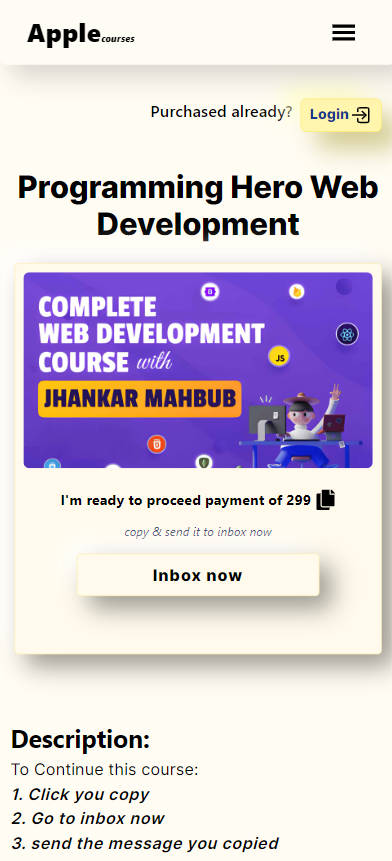 Apple courses
Purchased already? Login
Programming Hero Web
Development
COMPLETE
WEB DEVELOPMENT
COURSE with
JHANKAR MAHBUB
JS
I'm ready to proceed payment of 299
copy & send it to inbox now
Inbox now
Description:
To Continue this course:
1. Click you copy
2. Go to inbox now
3. send the message you copied